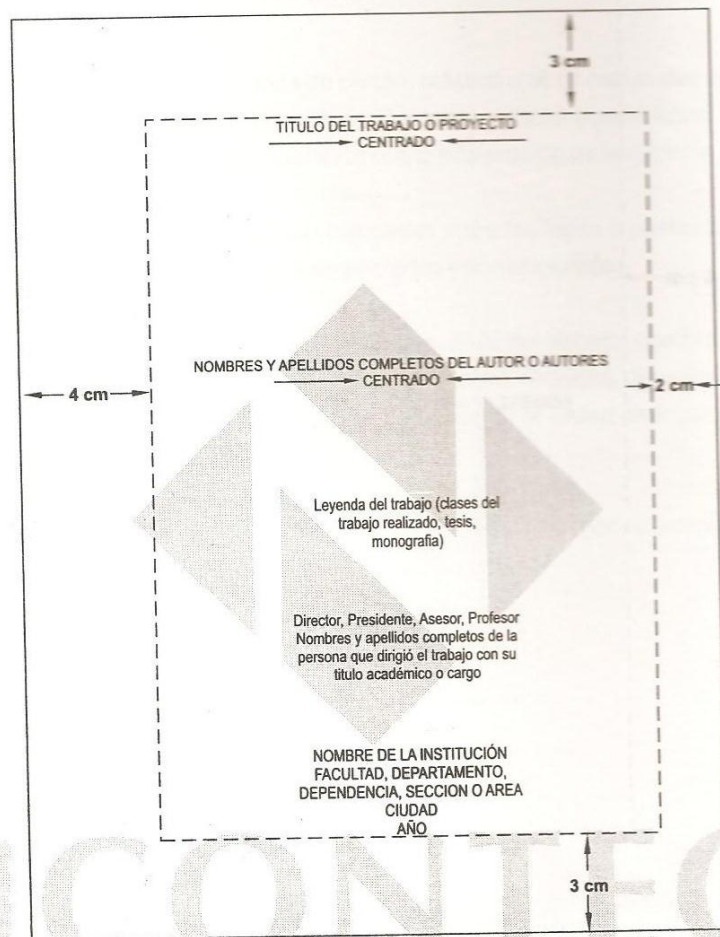 3 cm
TITULO DEL TRABAJO O PROYECTO
CENTRADO
NOMBRES Y APELLIDOS COMPLETOS DEL AUTOR O AUTORES
CENTRADO
4 cm
2 cm
Leyenda del trabajo (clases del
trabajo realizado, tesis,
monografia)
Director, Presidente, Asesor, Profesor
Nombres y apellidos completos de la
persona que dirigió el trabajo con su
titulo académico o cargo
NOMBRE DE LA INSTITUCIÓN
FACULTAD, DEPARTAMENTO,
DEPENDENCIA, SECCION O AREA
CIUDAD
AÑO
3 cm